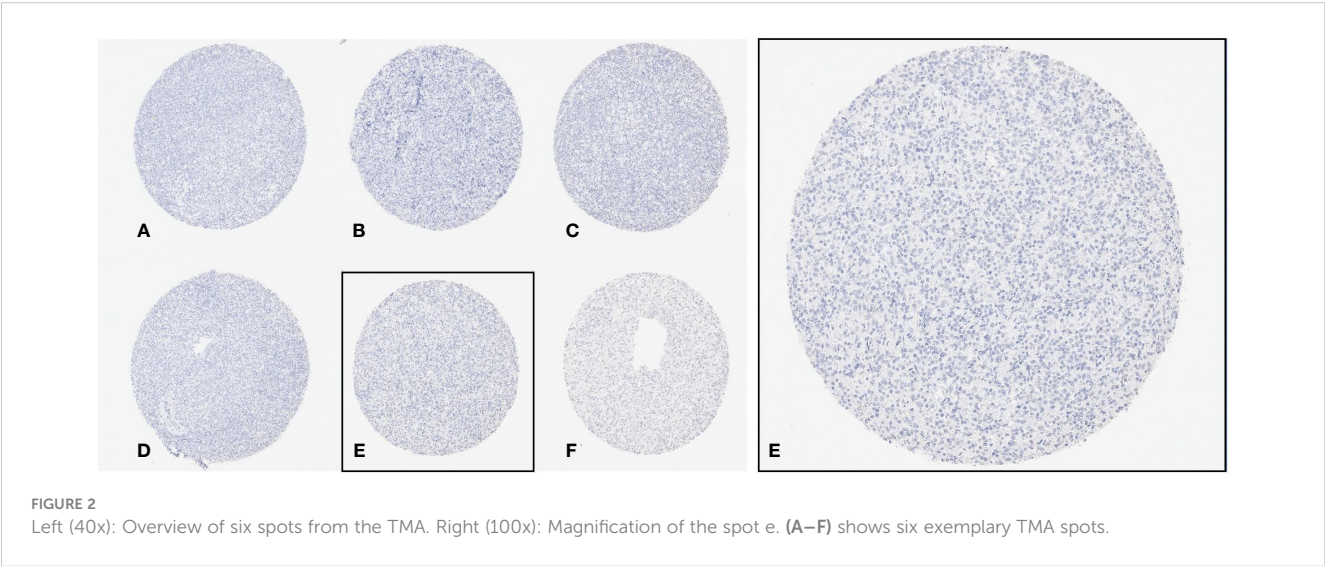 A
B
C
D
E
F
E
FIGURE 2
Left (40x): Overview of six spots from the TMA. Right (100x): Magnification of the spot e. (A–F) shows six exemplary TMA spots.